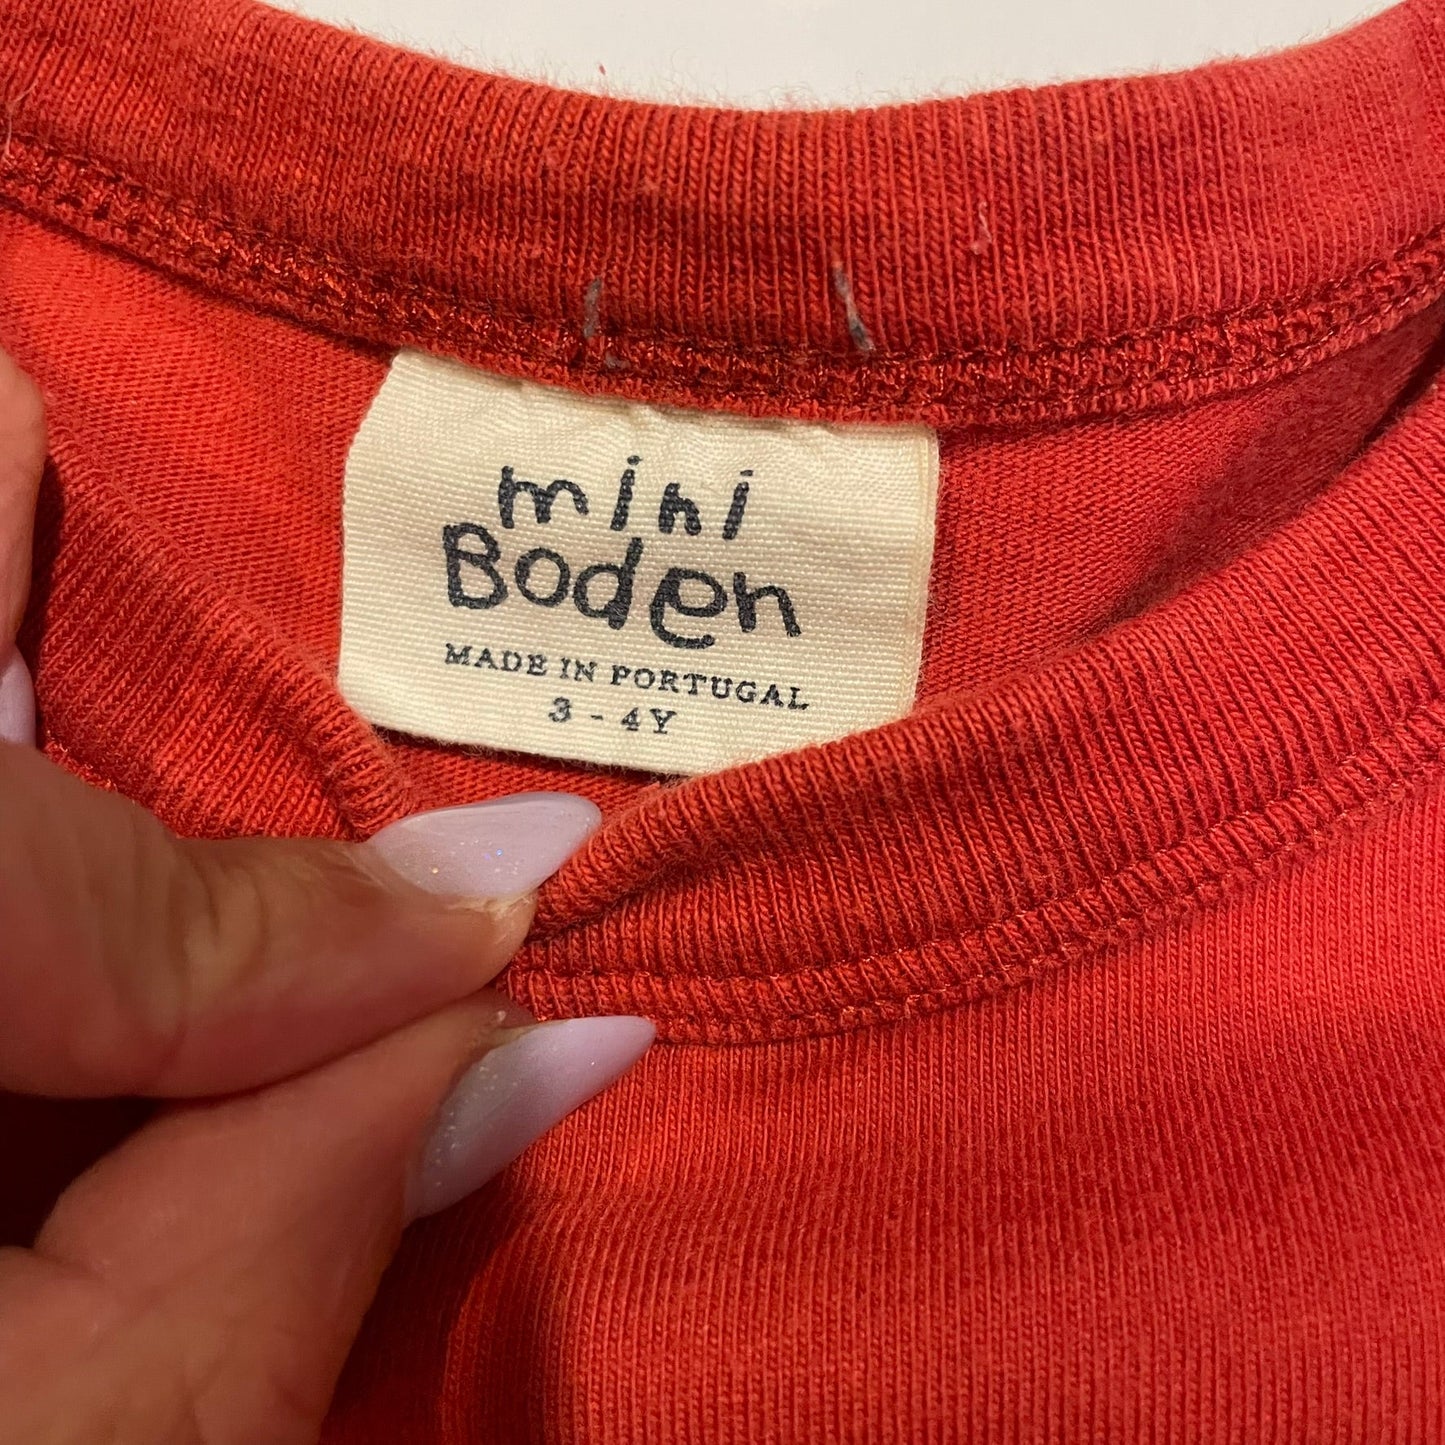 mini
Boden
MADE IN PORTUGAL
3 - 4Y